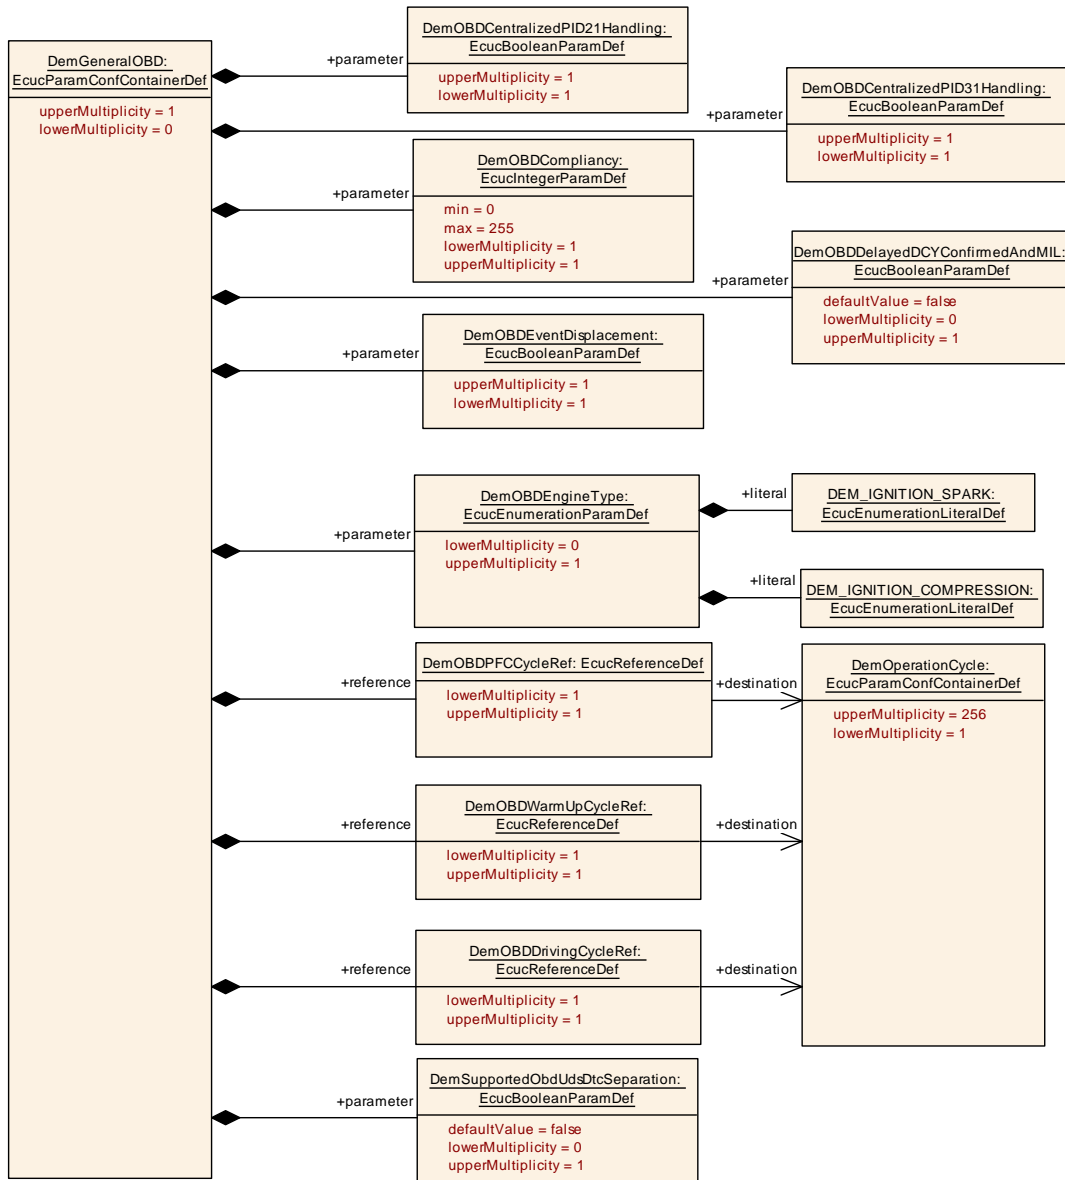 DemGeneralOBD:
EcucParamConfContainerDef
upperMultiplicity = 1
lowerMultiplicity = 0
+parameter
DemOBDCentralizedPID21Handling:
EcucBooleanParamDef
upperMultiplicity = 1
lowerMultiplicity = 1
+parameter
DemOBDCentralizedPID31Handling:
EcucBooleanParamDef
upperMultiplicity = 1
lowerMultiplicity = 1
+parameter
DemOBDCompliancy:
EcucIntegerParamDef
min = 0
max = 255
lowerMultiplicity = 1
upperMultiplicity = 1
+parameter
DemOBDDelayedDCYConfirmedAndMIL:
EcucBooleanParamDef
defaultValue = false
lowerMultiplicity = 0
upperMultiplicity = 1
+parameter
DemOBDEventDisplacement:
EcucBooleanParamDef
upperMultiplicity = 1
lowerMultiplicity = 1
+parameter
DemOBDEngineType:
EcucEnumerationParamDef
lowerMultiplicity = 0
upperMultiplicity = 1
+literal
DEM_IGNITION_SPARK:
EcucEnumerationLiteralDef
+literal
DEM_IGNITION_COMPRESSION:
EcucEnumerationLiteralDef
+reference
DemOBDPFCCycleRef: EcucReferenceDef
lowerMultiplicity = 1
upperMultiplicity = 1
+destination
DemOperationCycle:
EcucParamConfContainerDef
upperMultiplicity = 256
lowerMultiplicity = 1
+reference
DemOBDWarmUpCycleRef:
EcucReferenceDef
lowerMultiplicity = 1
upperMultiplicity = 1
+destination
+reference
DemOBDDrivingCycleRef:
EcucReferenceDef
lowerMultiplicity = 1
upperMultiplicity = 1
+destination
+parameter
DemSupportedObdUdsDtcSeparation:
EcucBooleanParamDef
defaultValue = false
lowerMultiplicity = 0
upperMultiplicity = 1